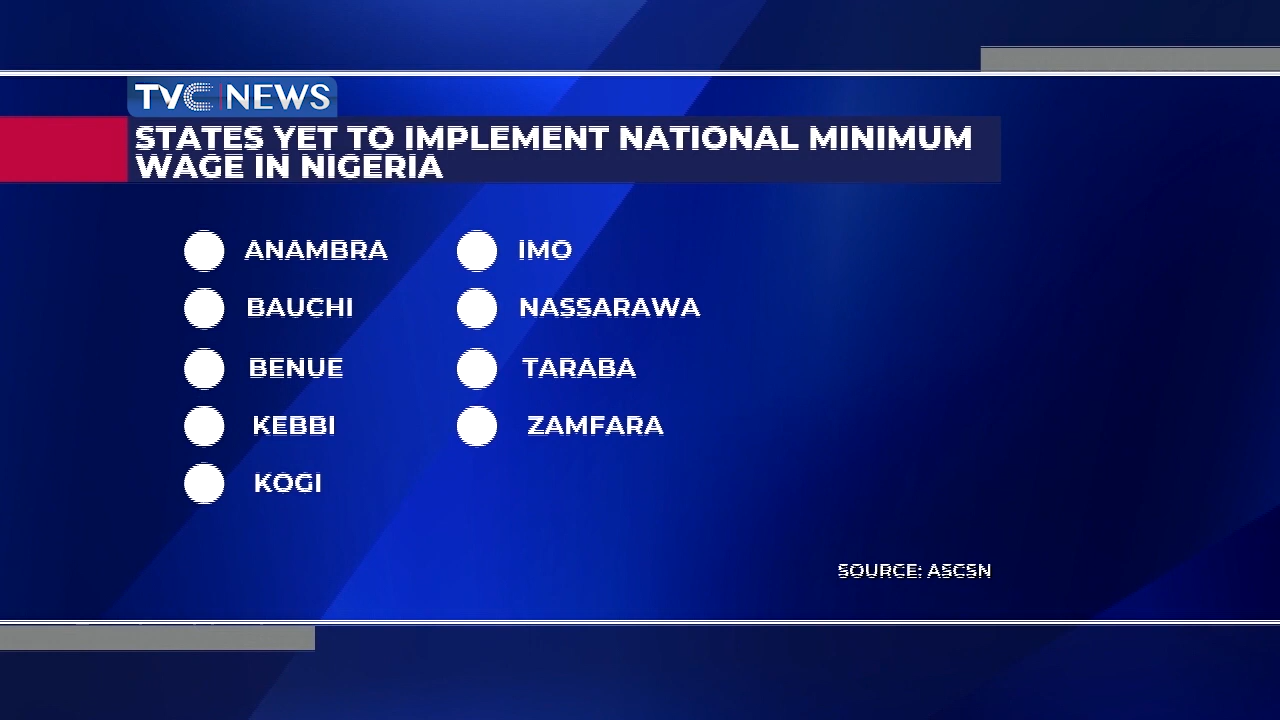 TVC NEWS
STATES YET TO IMPLEMENT NATIONAL MINIMUM
WAGE IN NIGERIA
ANAMBRA
BAUCHI
BENUE
KEBBI
KOGI
IMO
NASSARAWA
TARABA
ZAMFARA
SOURCE: ASCSN